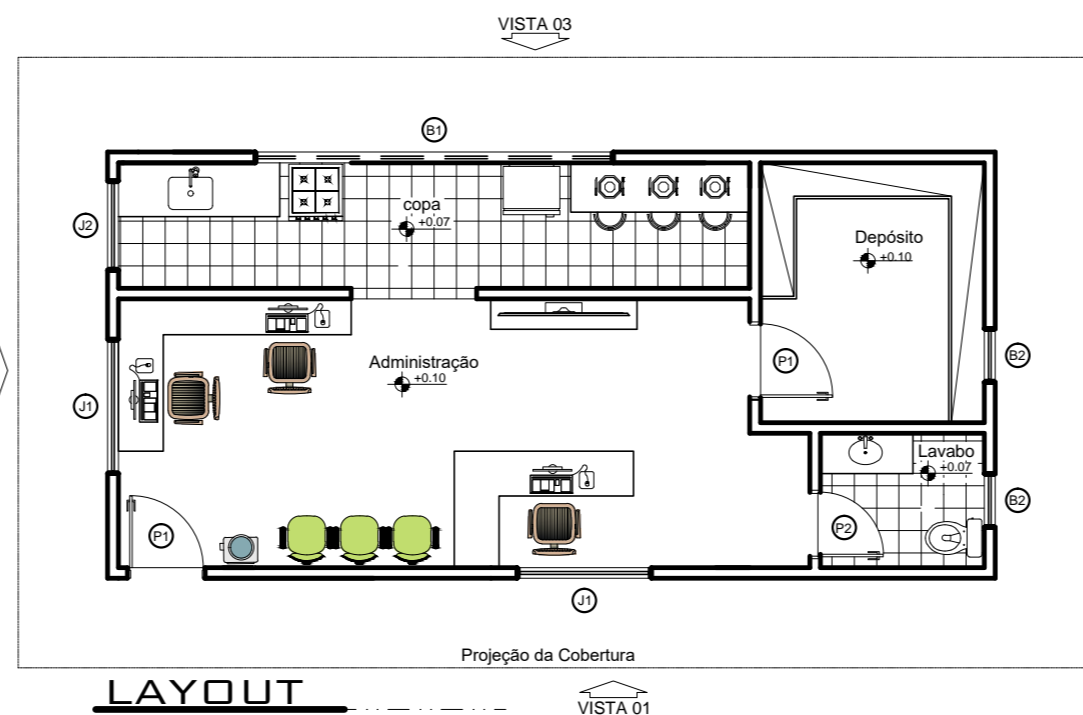 VISTA 03
B1
J2
copa
+0.07
Depósito
+0.10
Administração
+0.10
P1
B2
J1
Lavabo
+0.07
B2
P1
P2
J1
Projeção da Cobertura
LAYOUT
VISTA 01